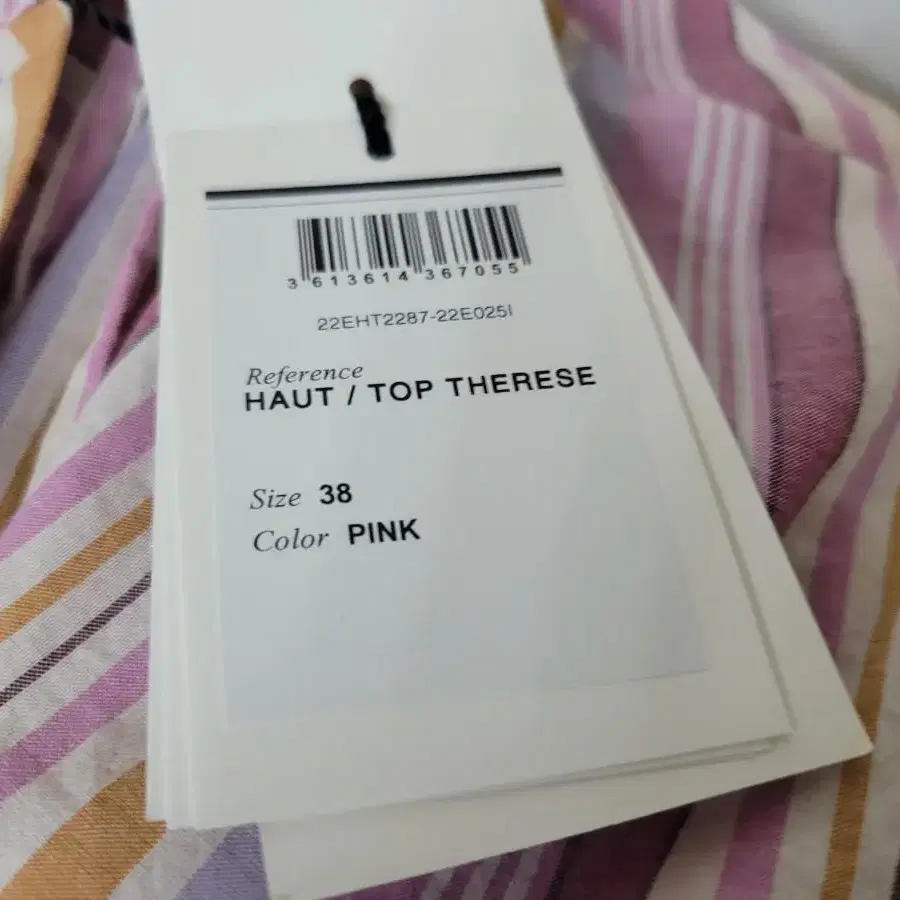 3 613614 367055
22EHT2287-22E025I
Reference
HAUT / TOP THERESE
Size 38
Color PINK